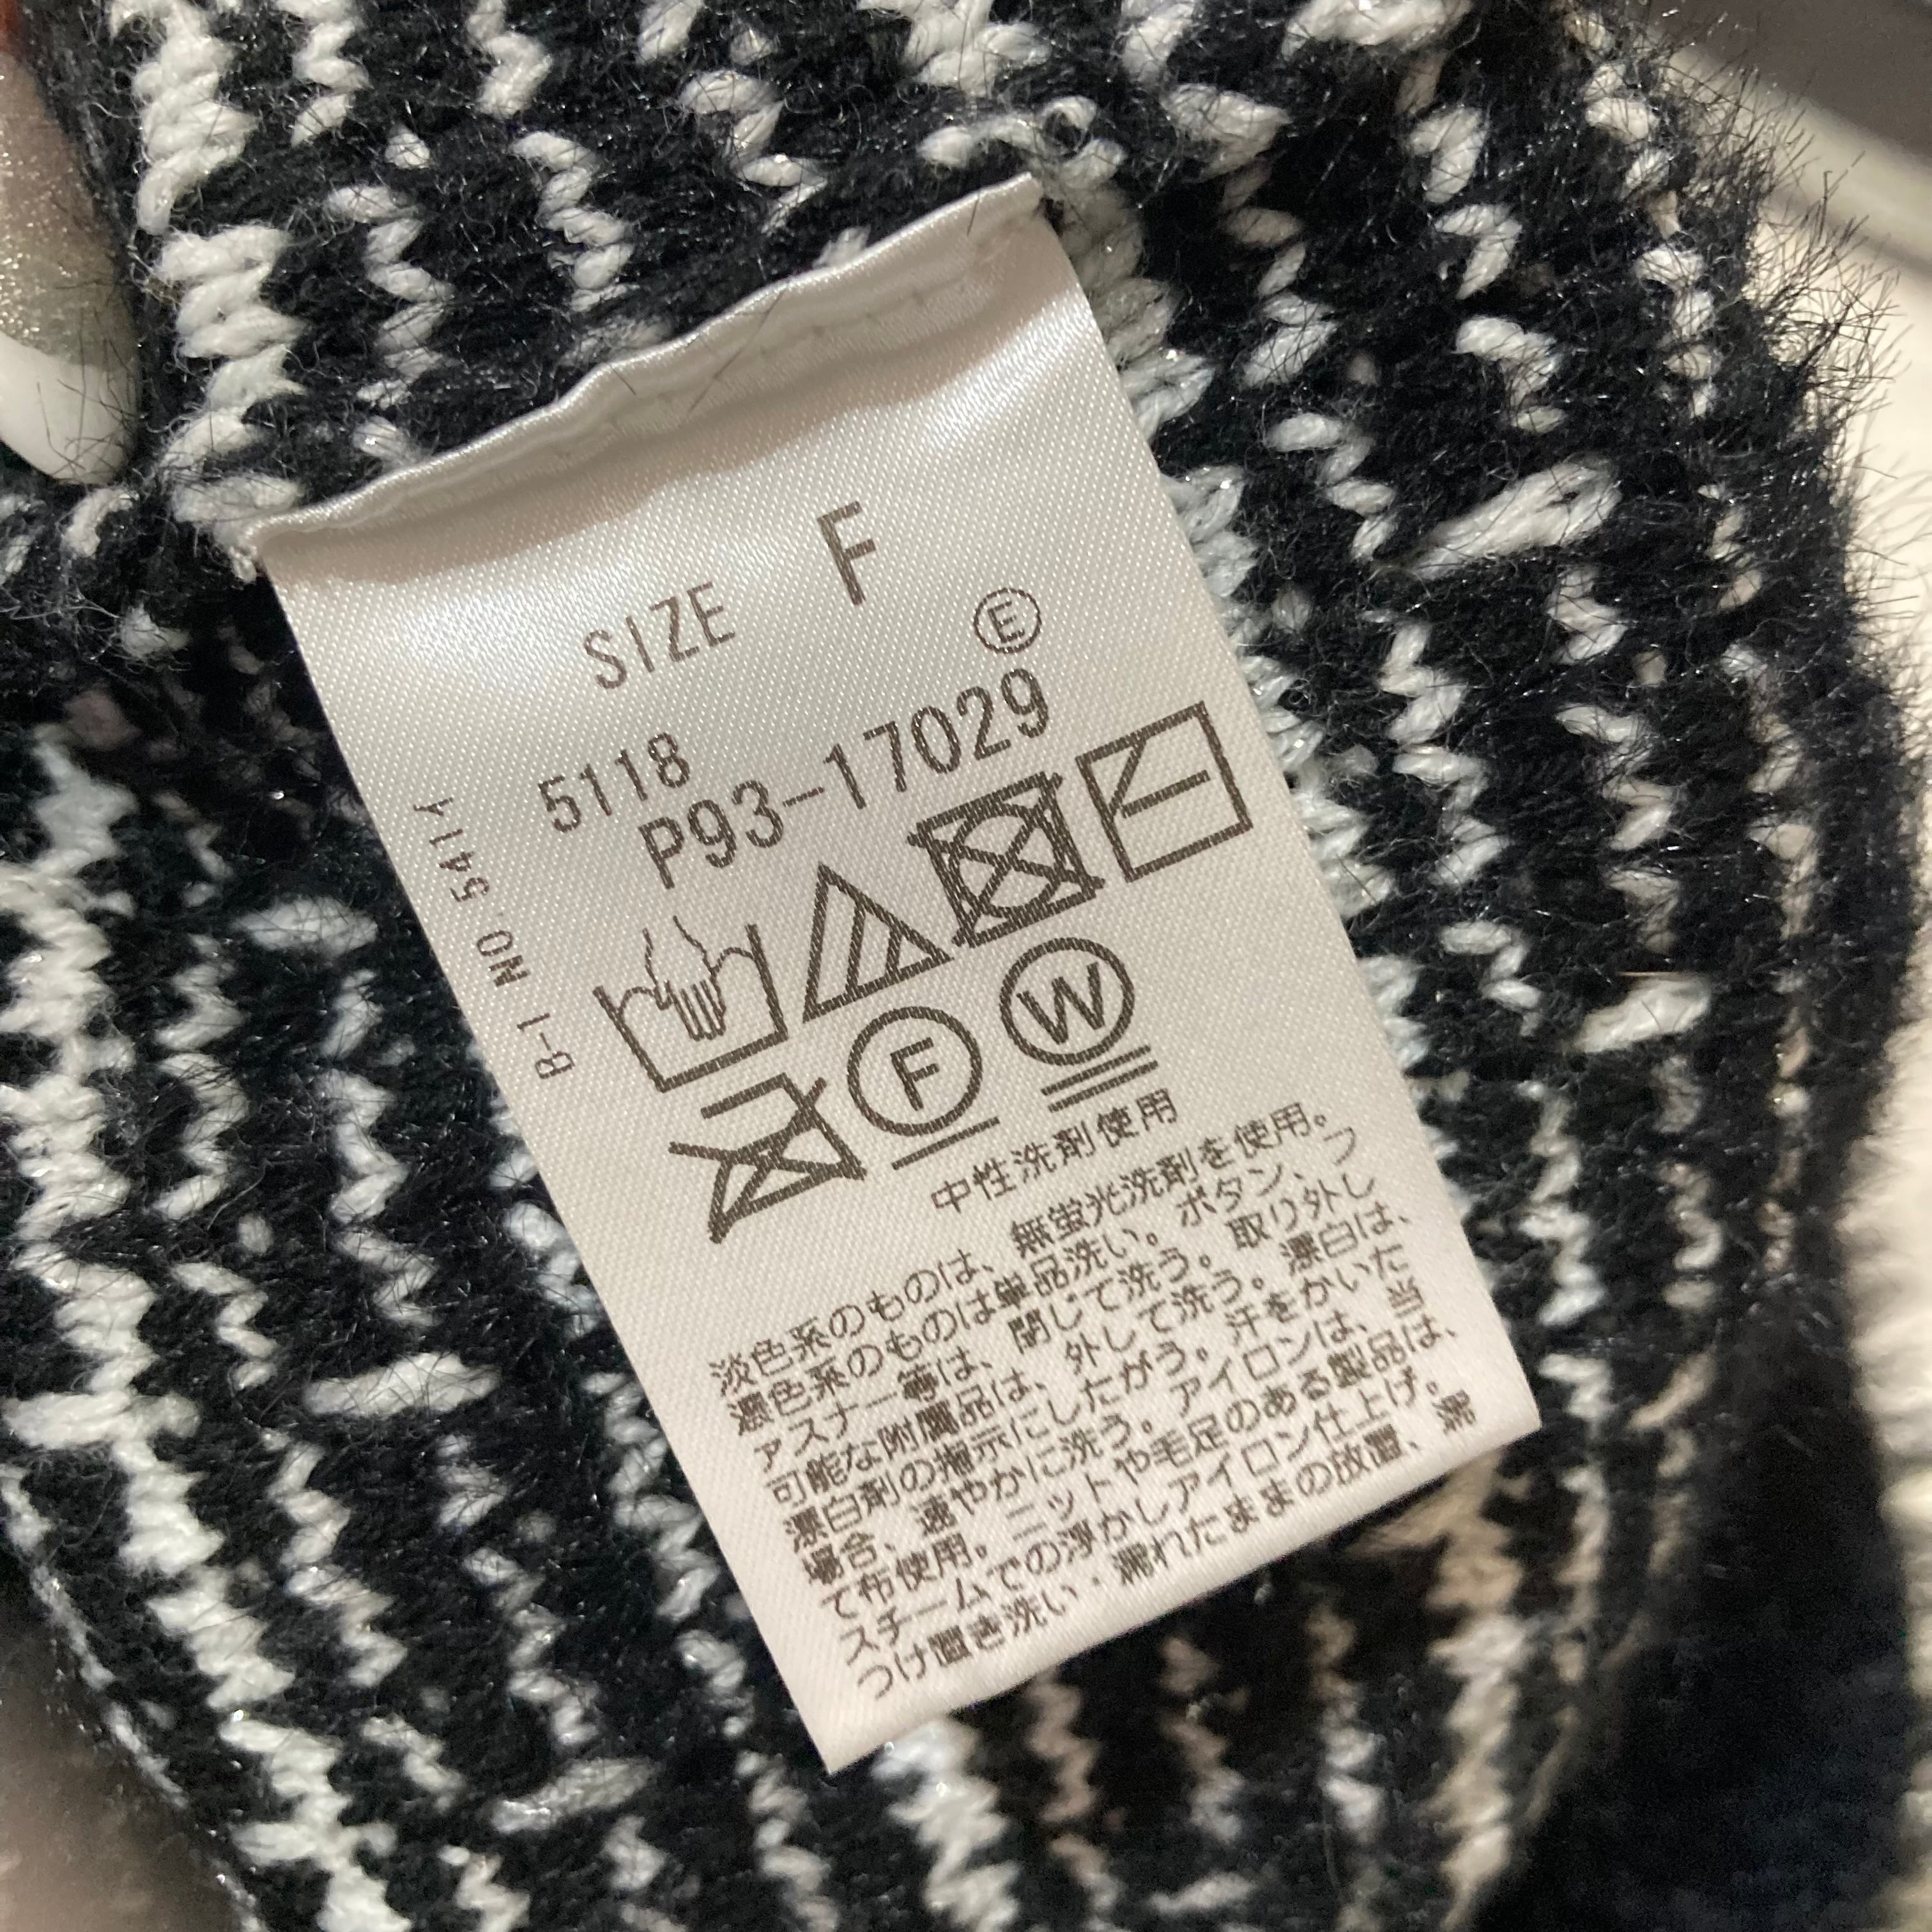 SIZE F
Ⓔ
5118
P93-17029
F
W
中性洗剤使用
淡色系のものは、無蛍光洗剤を使用。
濃色系のものは単品洗い。ボタン、フ
ァスナー等は、閉じて洗う。取り外し
可能な附属品は、外して洗う。漂白は、
漂白剤の指示にしたがう。汗をかいた
場合、速やかに洗う。アイロンは、当
て布使用。ニットや毛足のある製品は、
スチームでの浮かしアイロン仕上げ。濡
つけ置き洗い・濡れたままの放置、
B-1 NO.5414